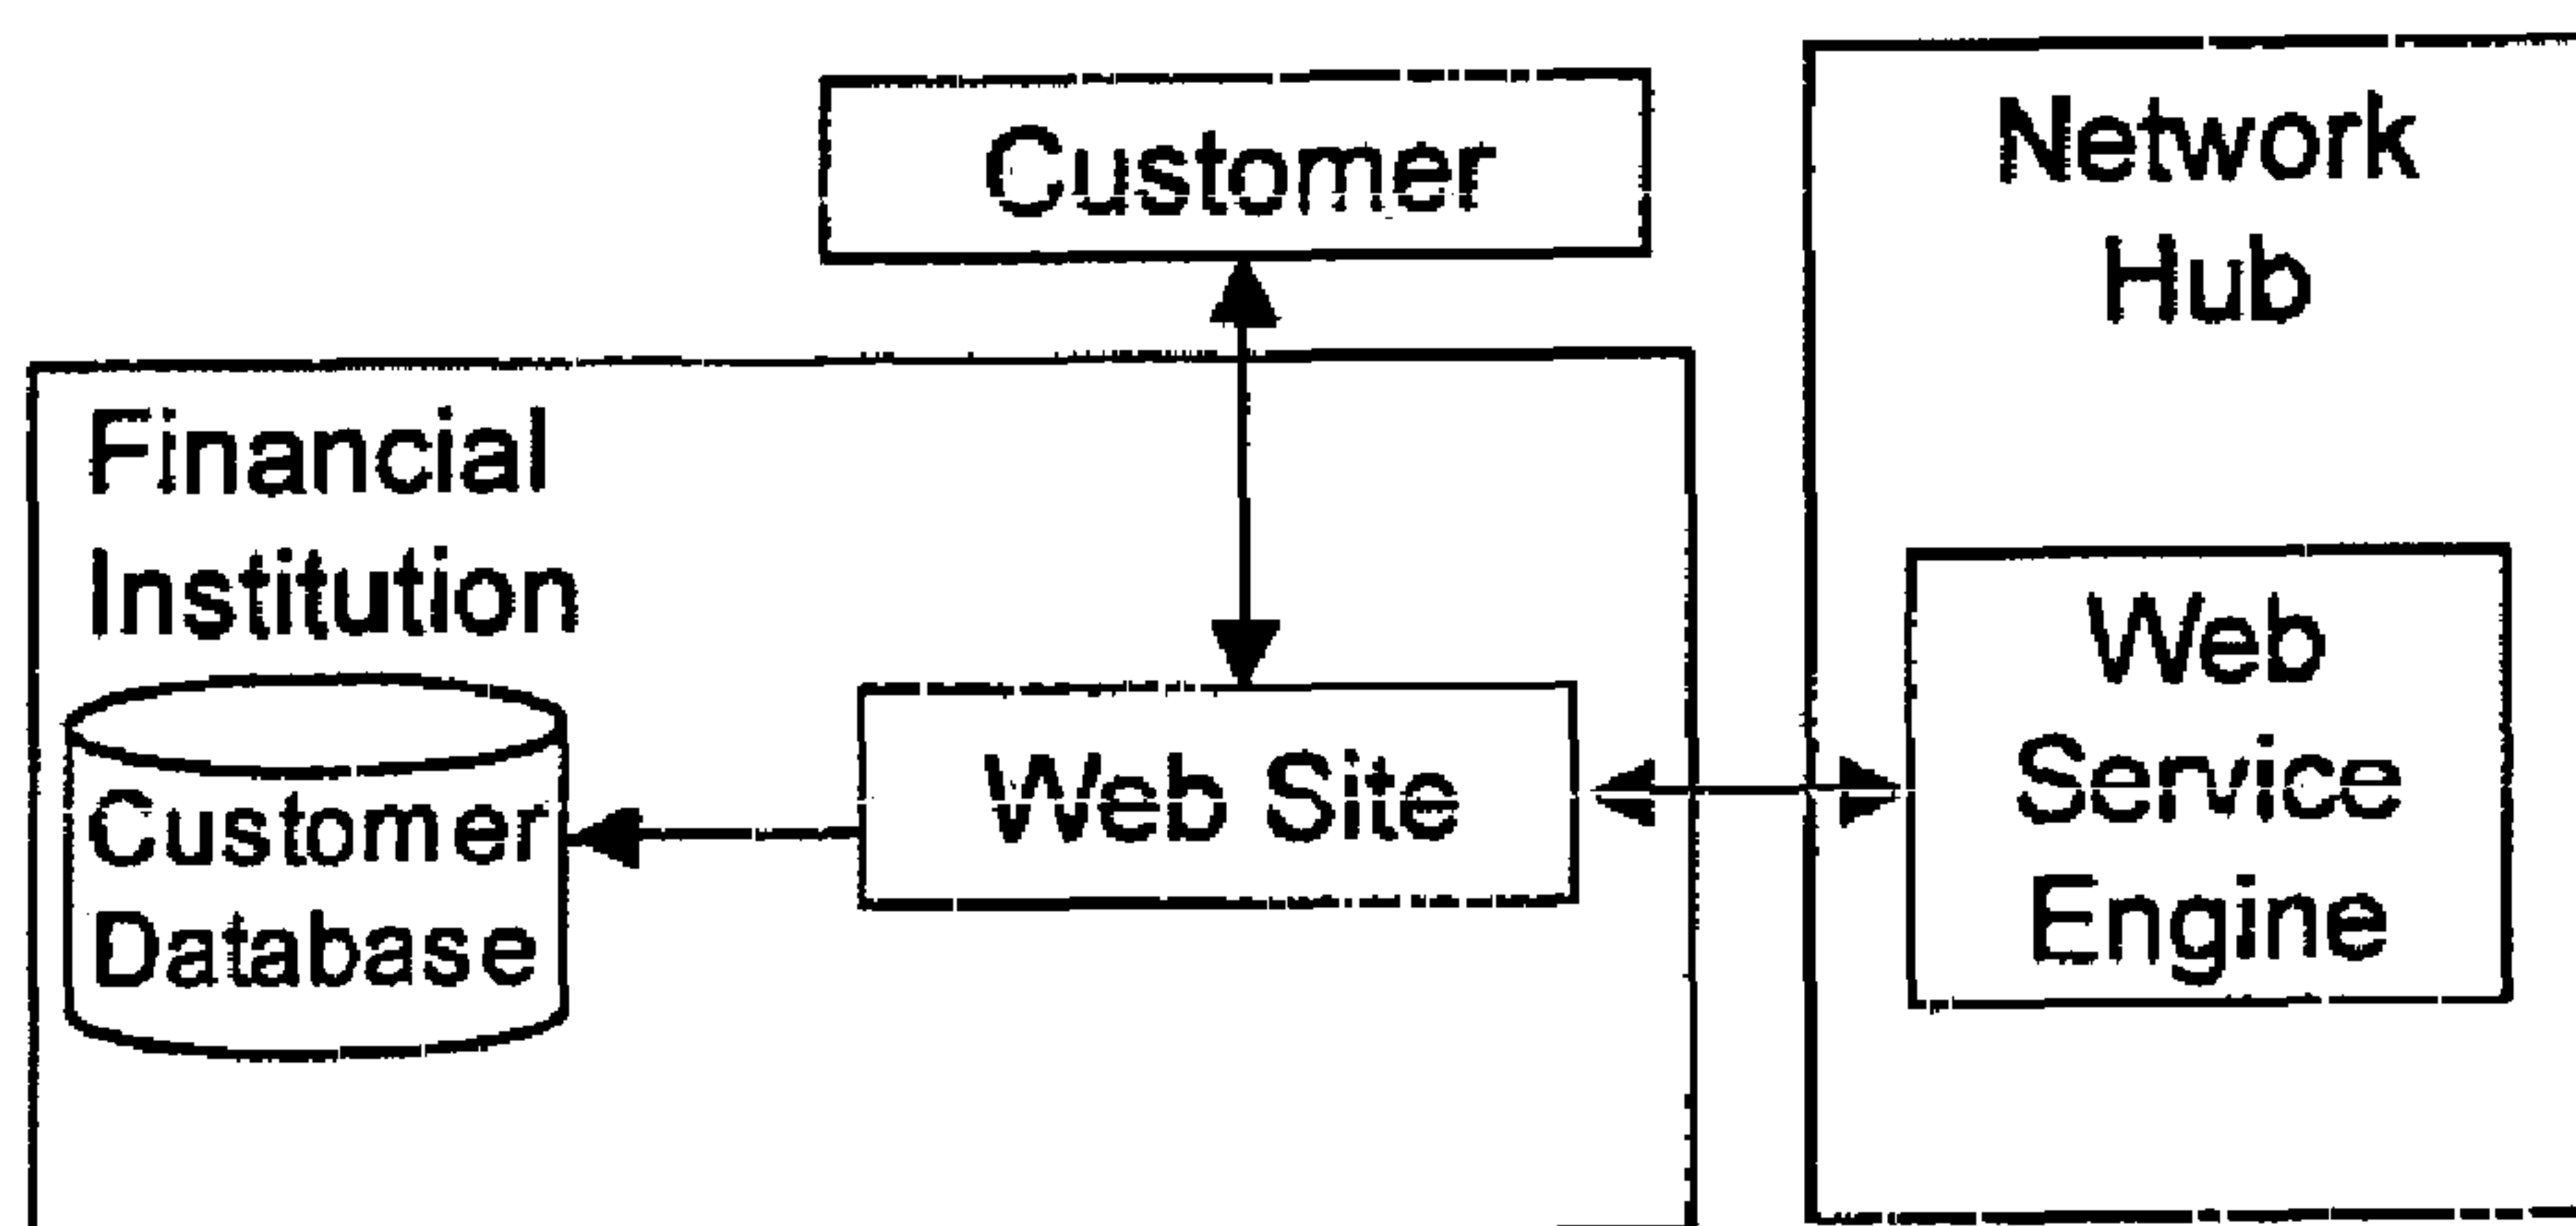 Customer
Network
Hub
Financial
Institution
Customer
Database
Web Site
Web
Service
Engine